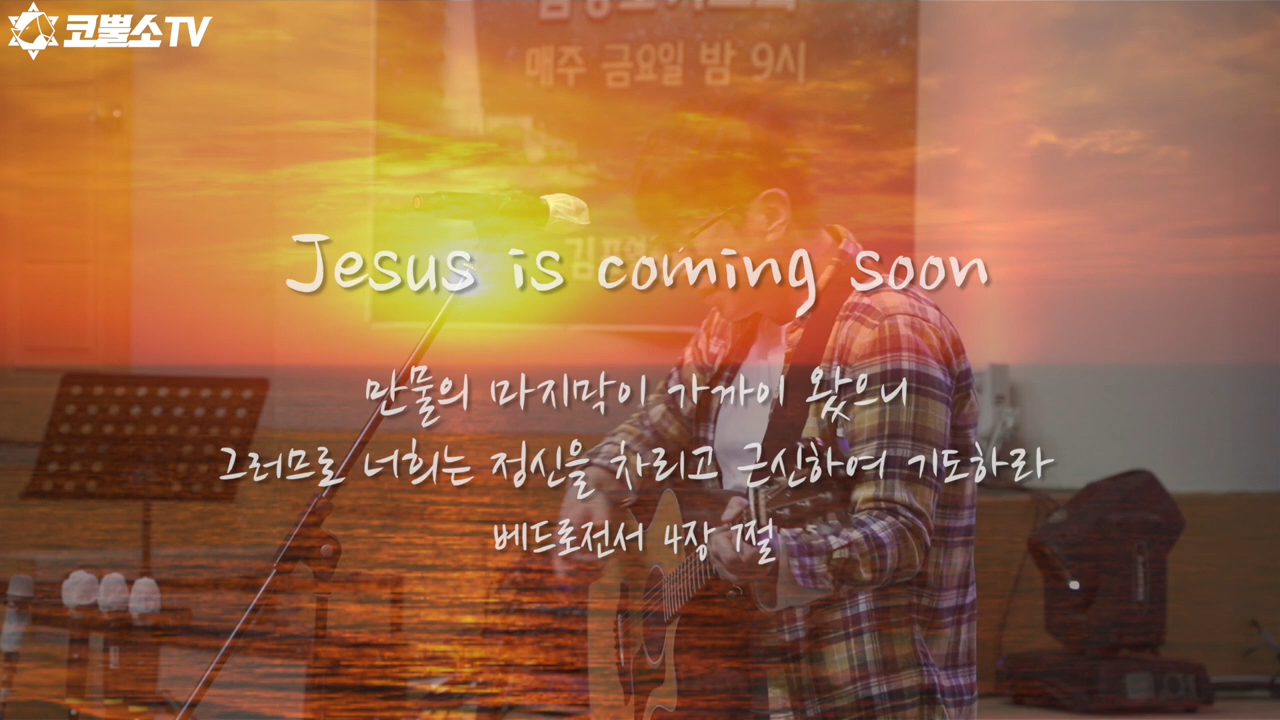 코뿔소TV
매주 금요일 밤 9시
Jesus is coming soon
만물의 마지막이 가까이 왔으니
그러므로 너희는 정신을 차리고 근신하여 기도하라
베드로전서 4장 7절